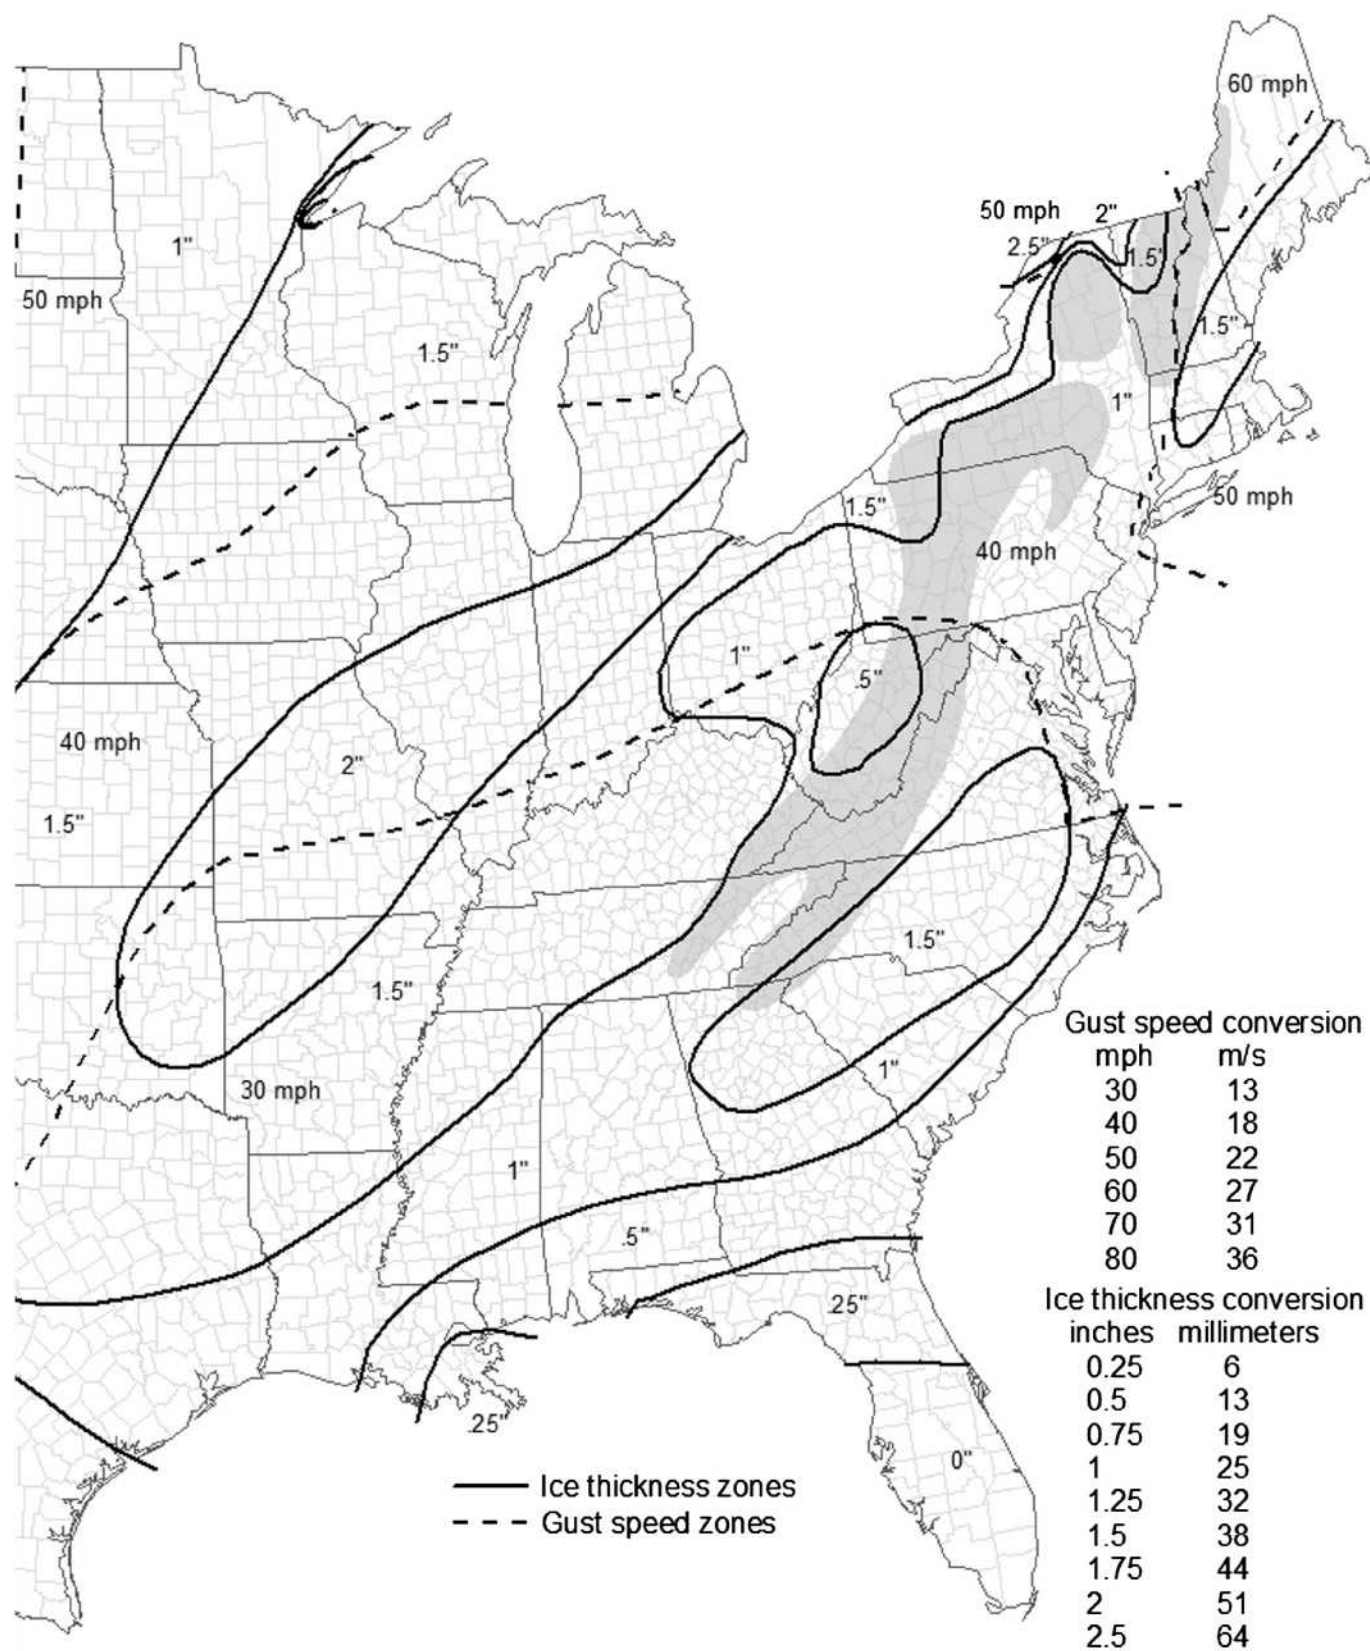 60 mph
50 mph
2"
2.5"
1.5"
1"
50 mph
1.5"
1.5"
1"
50 mph
1.5"
40 mph
1"
.5"
40 mph
2"
1.5"
1.5"
1.5"
30 mph
1"
1"
.5"
.25"
.25"
0"
Ice thickness zones
Gust speed zones
Gust speed conversion
mph m/s
30 13
40 18
50 22
60 27
70 31
80 36
Ice thickness conversion
inches millimeters
0.25 6
0.5 13
0.75 19
1 25
1.25 32
1.5 38
1.75 44
2 51
2.5 64